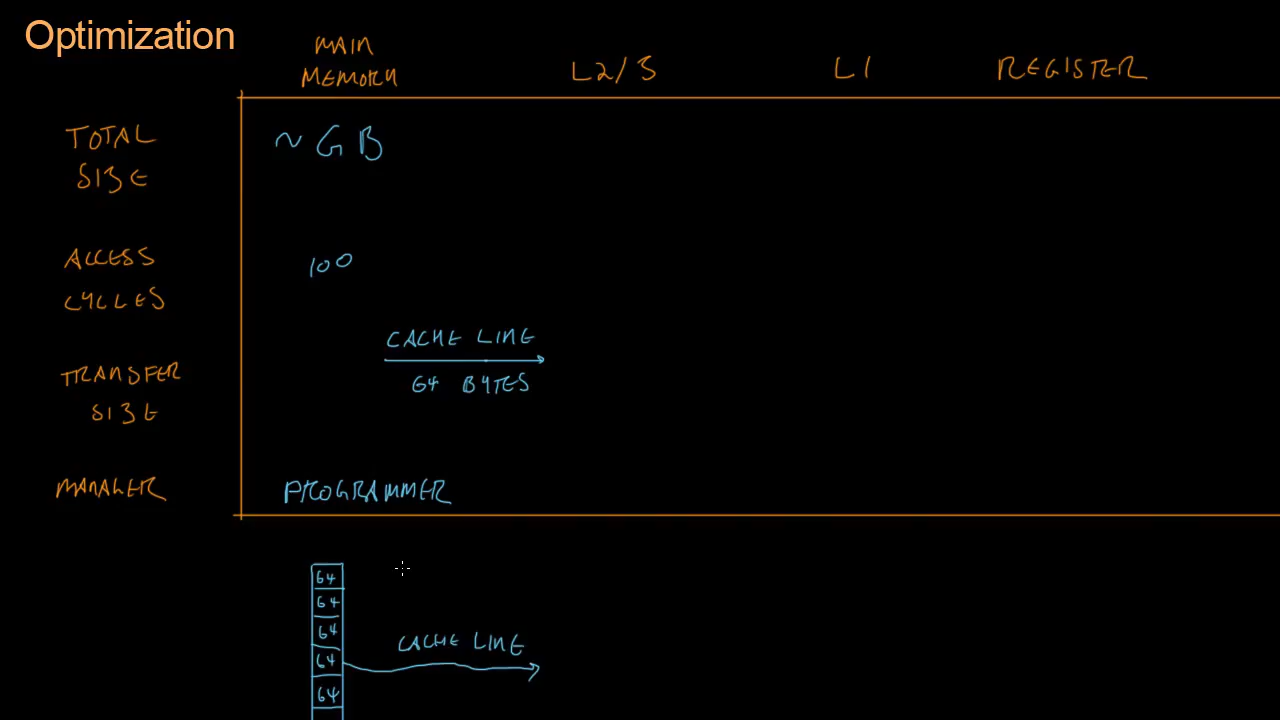 Optimization
MAIN
MEMORY
L2/3
L1
REGISTER
TOTAL
SIZE
~ GB
ACCESS
CYCLES
100
TRANSFER
SIZE
CACHE LINE
64 BYTES
MANAGER
PROGRAMMER
64
64
64
64
64
CACHE LINE